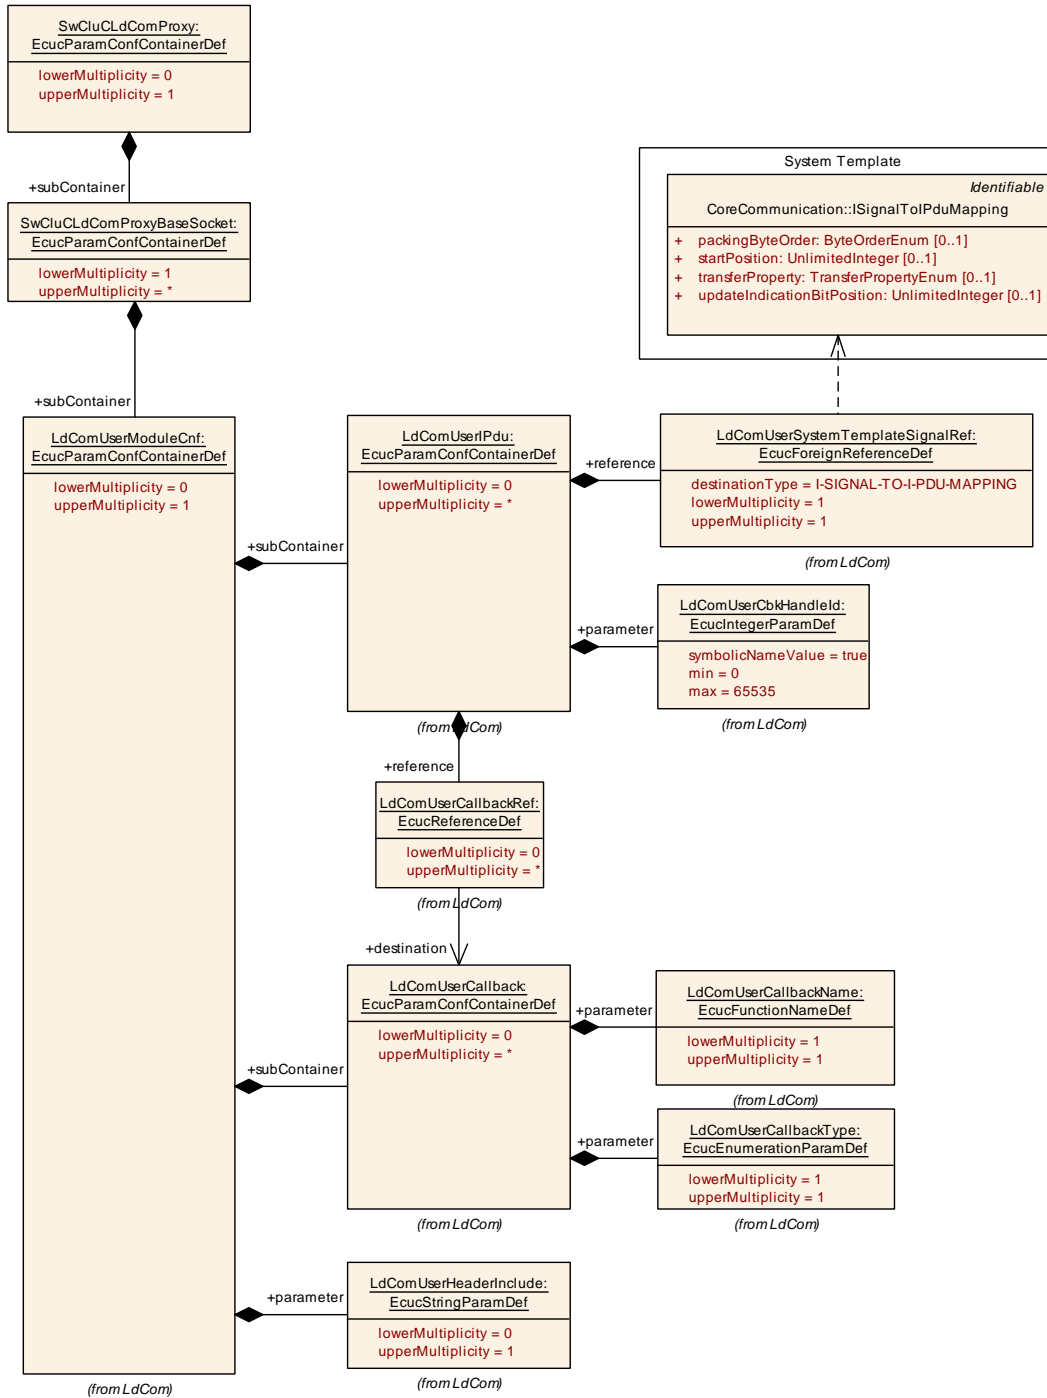 SwCluCLdComProxy:
EcucParamConfContainerDef
lowerMultiplicity = 0
upperMultiplicity = 1
+subContainer
SwCluCLdComProxyBaseSocket:
EcucParamConfContainerDef
lowerMultiplicity = 1
upperMultiplicity = *
+subContainer
System Template
Identifiable
CoreCommunication::ISignalToIPduMapping
+ packingByteOrder: ByteOrderEnum [0..1]
+ startPosition: UnlimitedInteger [0..1]
+ transferProperty: TransferPropertyEnum [0..1]
+ updateIndicationBitPosition: UnlimitedInteger [0..1]
LdComUserModuleCnf:
EcucParamConfContainerDef
lowerMultiplicity = 0
upperMultiplicity = 1
(from LdCom)
+subContainer
LdComUserIPdu:
EcucParamConfContainerDef
lowerMultiplicity = 0
upperMultiplicity = *
(from LdCom)
+reference
LdComUserSystemTemplateSignalRef:
EcucForeignReferenceDef
destinationType = I-SIGNAL-TO-I-PDU-MAPPING
lowerMultiplicity = 1
upperMultiplicity = 1
(from LdCom)
+parameter
LdComUserCbkHandleId:
EcucIntegerParamDef
symbolicNameValue = true
min = 0
max = 65535
(from LdCom)
+reference
LdComUserCallbackRef:
EcucReferenceDef
lowerMultiplicity = 0
upperMultiplicity = *
(from LdCom)
+destination
+subContainer
LdComUserCallback:
EcucParamConfContainerDef
lowerMultiplicity = 0
upperMultiplicity = *
(from LdCom)
+parameter
LdComUserCallbackName:
EcucFunctionNameDef
lowerMultiplicity = 1
upperMultiplicity = 1
(from LdCom)
+parameter
LdComUserCallbackType:
EcucEnumerationParamDef
lowerMultiplicity = 1
upperMultiplicity = 1
(from LdCom)
+parameter
LdComUserHeaderInclude:
EcucStringParamDef
lowerMultiplicity = 0
upperMultiplicity = 1
(from LdCom)